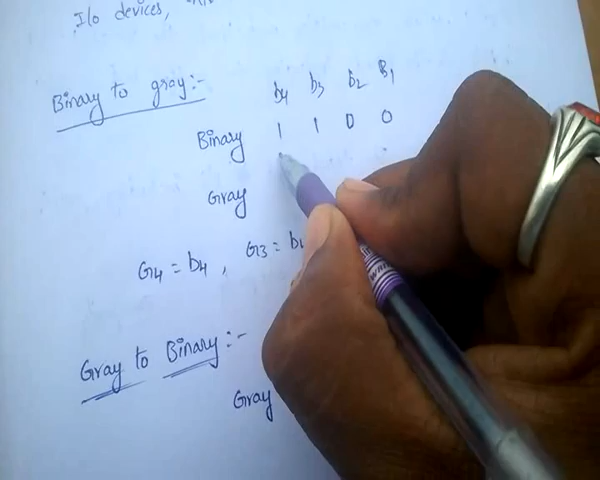 I/o devices,
Binary to gray:-
b4 b3 b2 B1
Binary 1 1 0 0
Gray
G4 = b4, G3 =
Gray to Binary:-
Gray